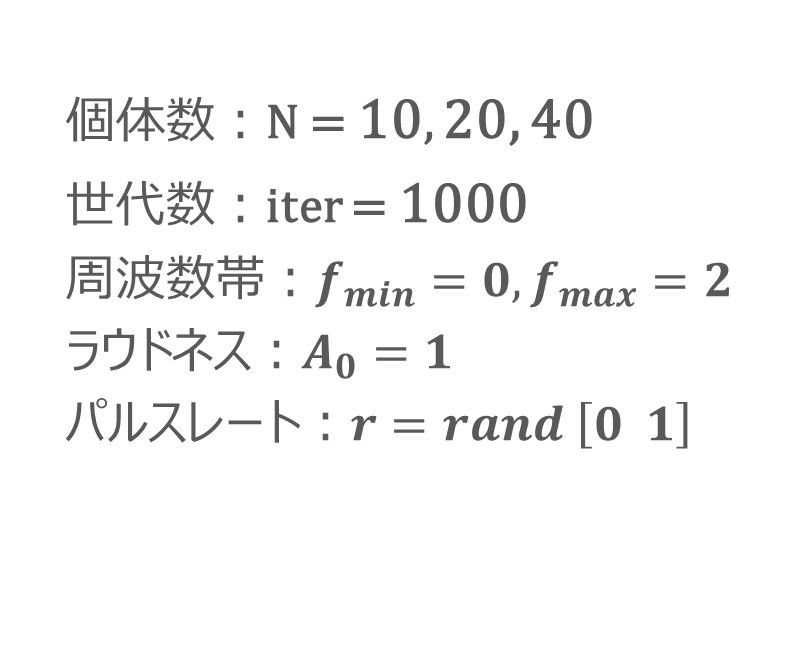 個体数：N = 10, 20, 40
世代数：iter = 1000
周波数帯：f_min = 0, f_max = 2
ラウドネス：A_0 = 1
パルスレート：r = rand [0 1]